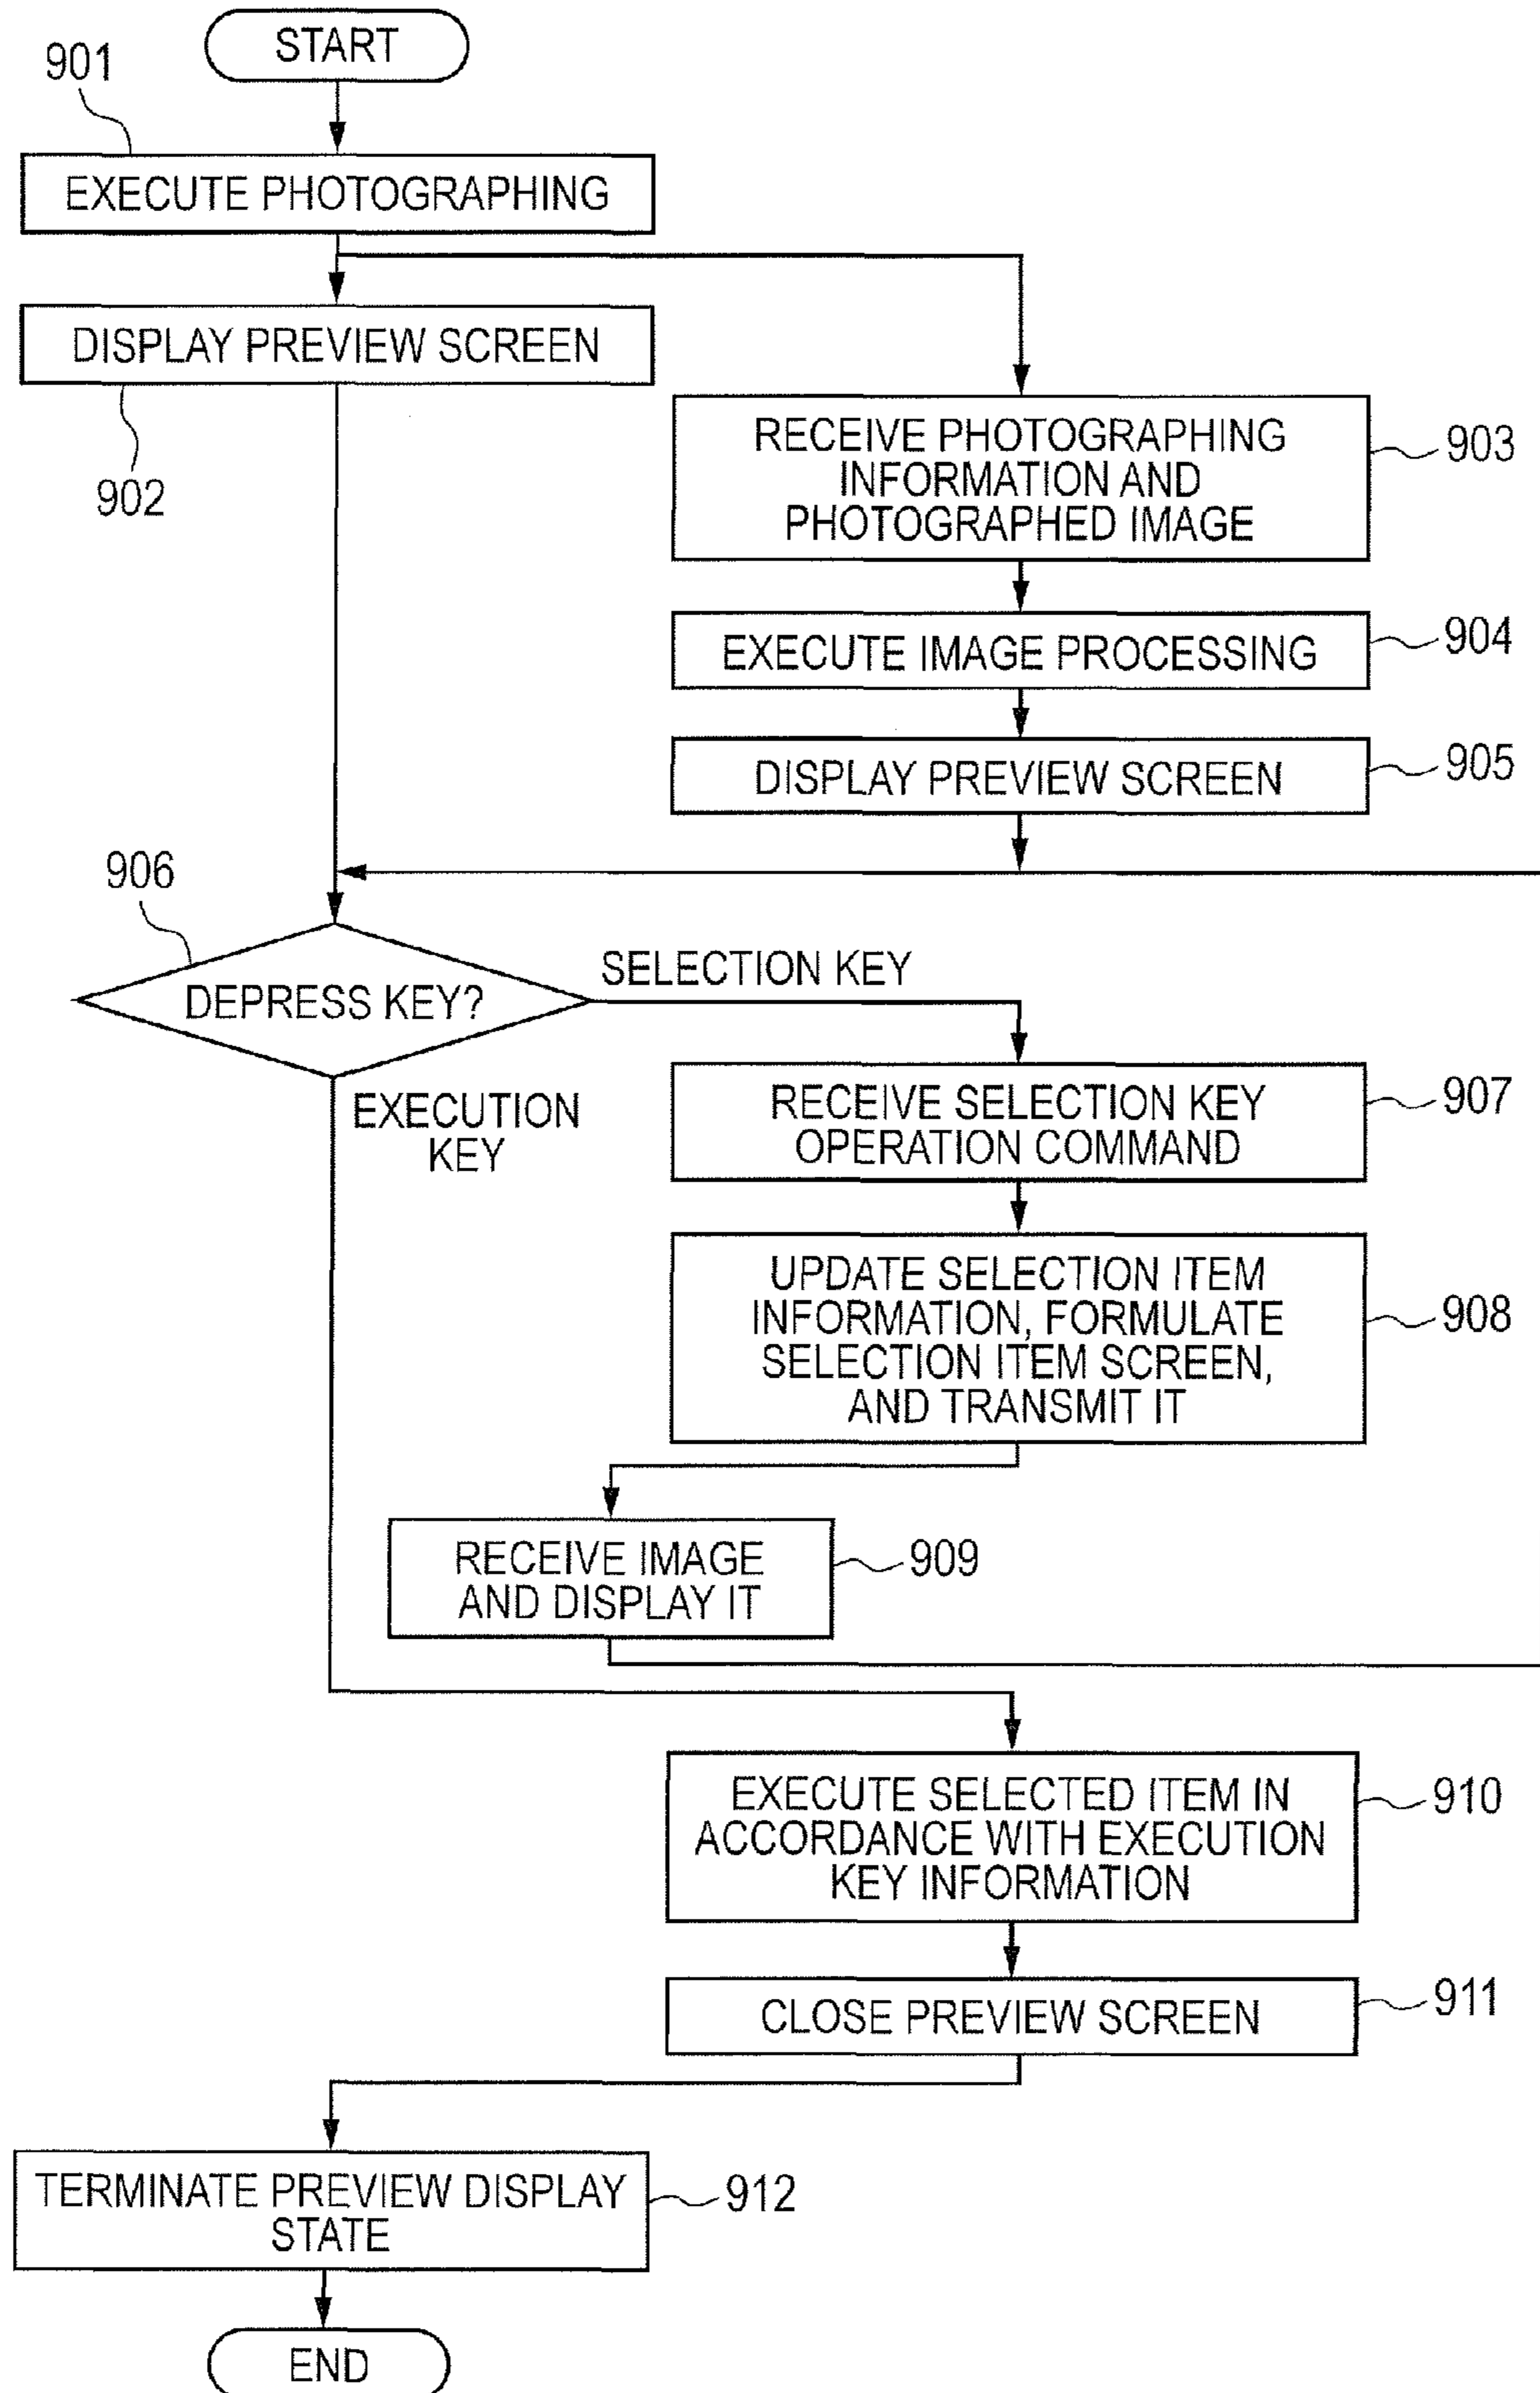 START
901
EXECUTE PHOTOGRAPHING
DISPLAY PREVIEW SCREEN
902
RECEIVE PHOTOGRAPHING
INFORMATION AND
PHOTOGRAPHED IMAGE
903
EXECUTE IMAGE PROCESSING
904
DISPLAY PREVIEW SCREEN
905
906
DEPRESS KEY?
SELECTION KEY
EXECUTION
KEY
RECEIVE SELECTION KEY
OPERATION COMMAND
907
UPDATE SELECTION ITEM
INFORMATION, FORMULATE
SELECTION ITEM SCREEN,
AND TRANSMIT IT
908
RECEIVE IMAGE
AND DISPLAY IT
909
EXECUTE SELECTED ITEM IN
ACCORDANCE WITH EXECUTION
KEY INFORMATION
910
CLOSE PREVIEW SCREEN
911
TERMINATE PREVIEW DISPLAY
STATE
912
END